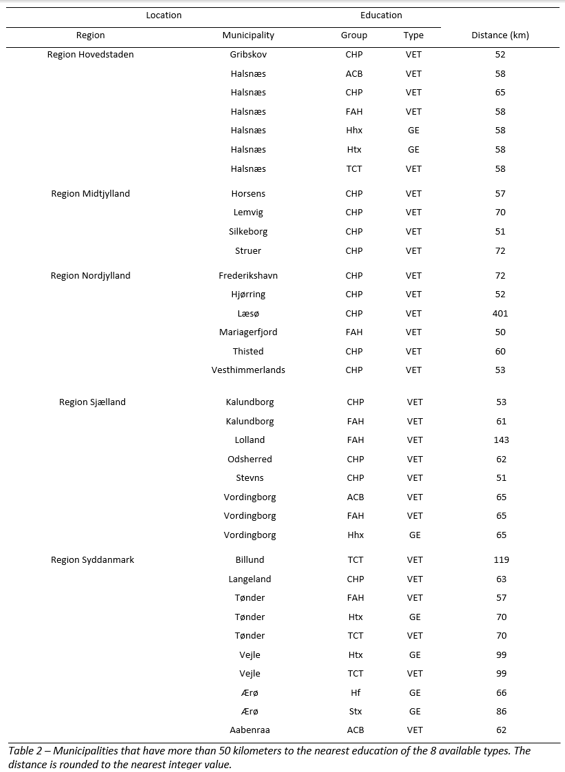 Location Education
Region Municipality Group Type Distance (km)
Region Hovedstaden Gribskov CHP VET 52
Halsnæs ACB VET 58
Halsnæs CHP VET 65
Halsnæs FAH VET 58
Halsnæs Hhx GE 58
Halsnæs Htx GE 58
Halsnæs TCT VET 58
Region Midtjylland Horsens CHP VET 57
Lemvig CHP VET 70
Silkeborg CHP VET 51
Struer CHP VET 72
Region Nordjylland Frederikshavn CHP VET 72
Hjørring CHP VET 52
Læsø CHP VET 401
Mariagerfjord FAH VET 50
Thisted CHP VET 60
Vesthimmerlands CHP VET 53
Region Sjælland Kalundborg CHP VET 53
Kalundborg FAH VET 61
Lolland FAH VET 143
Odsherred CHP VET 62
Stevns CHP VET 51
Vordingborg ACB VET 65
Vordingborg FAH VET 65
Vordingborg Hhx GE 65
Region Syddanmark Billund TCT VET 119
Langeland CHP VET 63
Tønder FAH VET 57
Tønder Htx GE 70
Tønder TCT VET 70
Vejle Htx GE 99
Vejle TCT VET 99
Ærø Hf GE 66
Ærø Stx GE 86
Aabenraa ACB VET 62
Table 2 – Municipalities that have more than 50 kilometers to the nearest education of the 8 available types. The
distance is rounded to the nearest integer value.